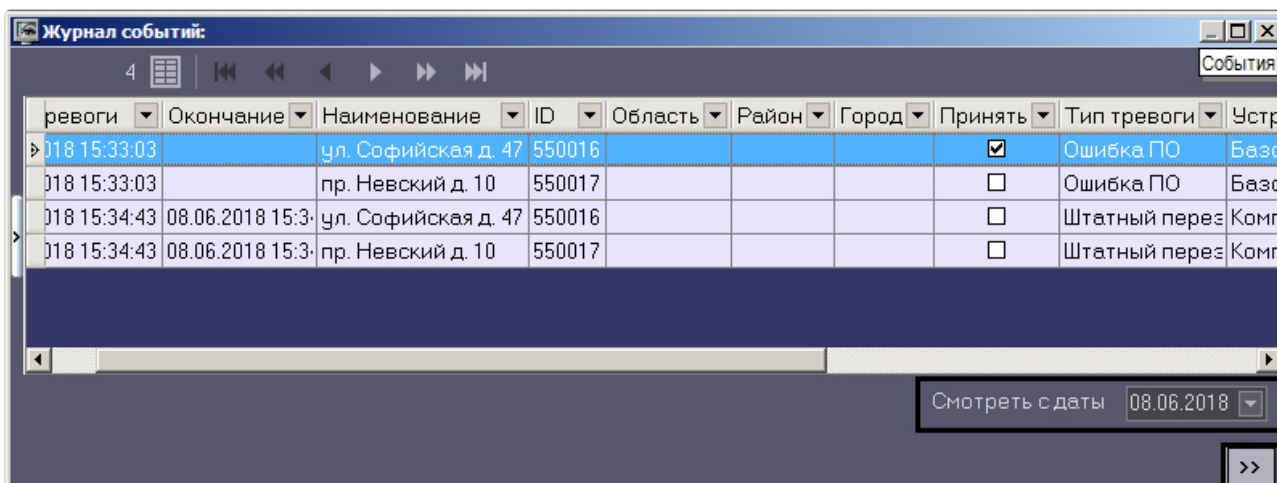 Журнал событий:
4
События
ревоги Окончание Наименование ID Область Район Город Принять Тип тревоги Устр
018 15:33:03 ул. Софийская д. 47 550016 Ошибка ПО Базо
018 15:33:03 пр. Невский д. 10 550017 Ошибка ПО Базо
018 15:34:43 08.06.2018 15:3 ул. Софийская д. 47 550016 Штатный перез Комп
018 15:34:43 08.06.2018 15:3 пр. Невский д. 10 550017 Штатный перез Комп
Смотреть с даты 08.06.2018
>>